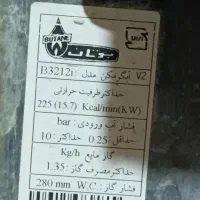 BUTANE
بوتان
V2 آبگرمکن مدل : B3212i
حداکثر ظرفیت حرارتی
225 (15.7) Kcal/min(KW)
فشار آب ورودی : bar
حداقل: 0.25 حداکثر: 10
گاز مایع Kg/h
حداکثر مصرف گاز: 1.35
فشار گاز: 280 mm W.C